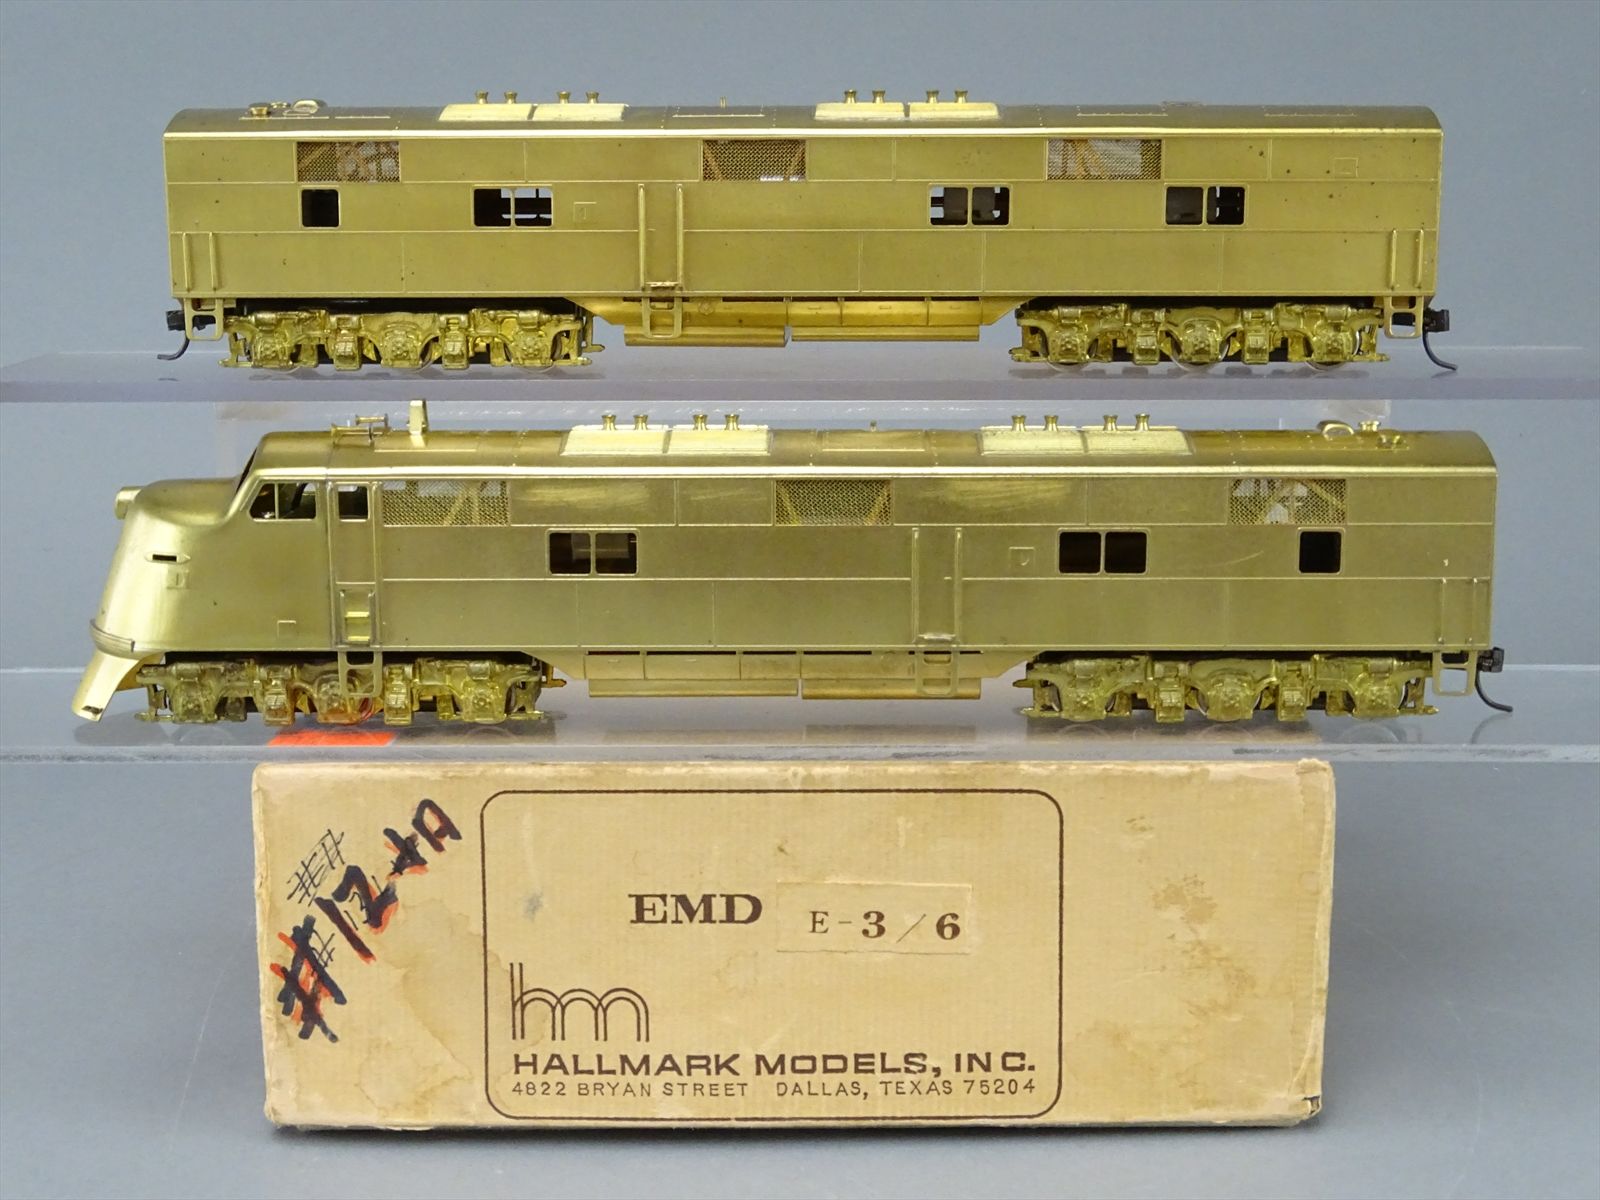 #12-A
EMD E-3/6
hm
HALLMARK MODELS, INC.
4822 BRYAN STREET DALLAS, TEXAS 75204